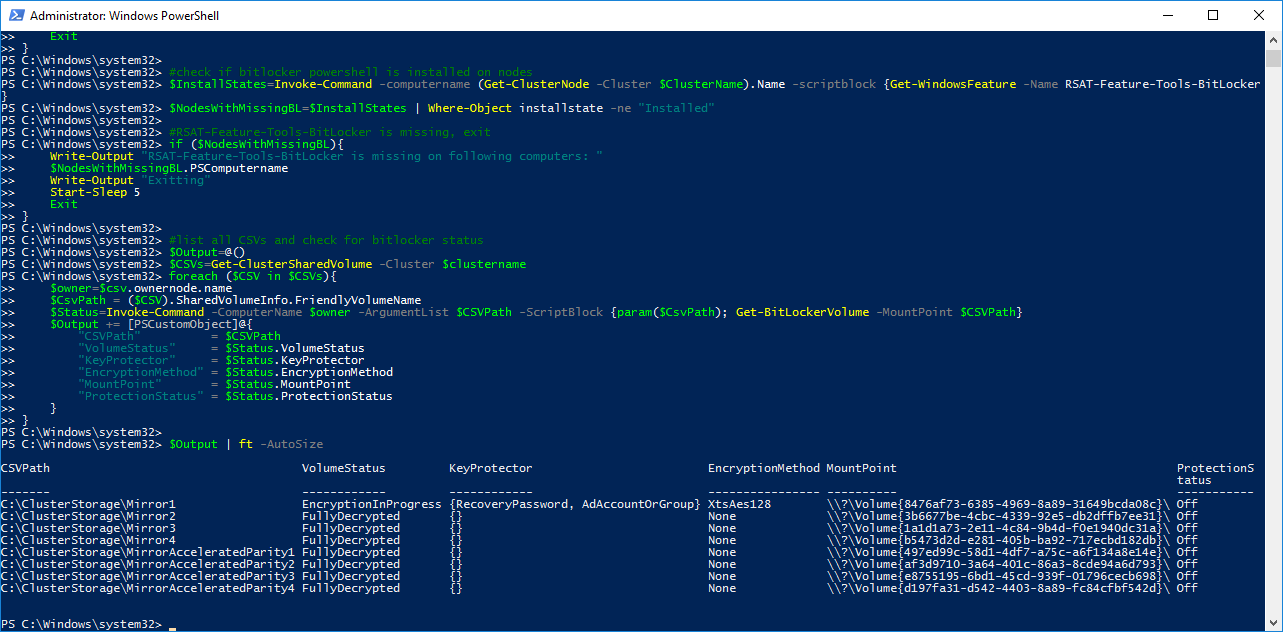 Administrator: Windows PowerShell
>>     Exit
>> }
PS C:\Windows\system32>
PS C:\Windows\system32> #check if bitlocker powershell is installed on nodes
PS C:\Windows\system32> $InstallStates=Invoke-Command -computername (Get-ClusterNode -Cluster $ClusterName).Name -scriptblock {Get-WindowsFeature -Name RSAT-Feature-Tools-BitLocker
}
PS C:\Windows\system32> $NodesWithMissingBL=$InstallStates | Where-Object installstate -ne "Installed"
PS C:\Windows\system32>
PS C:\Windows\system32> #RSAT-Feature-Tools-BitLocker is missing, exit
PS C:\Windows\system32> if ($NodesWithMissingBL){
>>     Write-Output "RSAT-Feature-Tools-BitLocker is missing on following computers: "
>>     $NodesWithMissingBL.PSComputername
>>     Write-Output "Exitting"
>>     Start-Sleep 5
>>     Exit
>> }
PS C:\Windows\system32>
PS C:\Windows\system32> #list all CSVs and check for bitlocker status
PS C:\Windows\system32> $Output=@()
PS C:\Windows\system32> $CSVs=Get-ClusterSharedVolume -Cluster $clustername
PS C:\Windows\system32> foreach ($CSV in $CSVs){
>>     $owner=$csv.ownernode.name
>>     $CsvPath = ($CSV).SharedVolumeInfo.FriendlyVolumeName
>>     $Status=Invoke-Command -ComputerName $owner -ArgumentList $CSVPath -ScriptBlock {param($CsvPath); Get-BitLockerVolume -MountPoint $CSVPath}
>>     $Output += [PSCustomObject]@{
>>         "CSVPath"          = $CSVPath
>>         "VolumeStatus"     = $Status.VolumeStatus
>>         "KeyProtector"     = $Status.KeyProtector
>>         "EncryptionMethod" = $Status.EncryptionMethod
>>         "MountPoint"       = $Status.MountPoint
>>         "ProtectionStatus" = $Status.ProtectionStatus
>>     }
>> }
PS C:\Windows\system32>
PS C:\Windows\system32> $Output | ft -AutoSize
CSVPath VolumeStatus KeyProtector EncryptionMethod MountPoint ProtectionS
tatus
------- ------------ ------------ ---------------- ---------- -----------
C:\ClusterStorage\Mirror1 EncryptionInProgress {RecoveryPassword, AdAccountOrGroup} XtsAes128 \\?\Volume{8476af73-6385-4969-8a89-31649bcda08c}\ Off
C:\ClusterStorage\Mirror2 FullyDecrypted {} None \\?\Volume{3b6677be-4cbc-4339-92e5-db2dffb7ee31}\ Off
C:\ClusterStorage\Mirror3 FullyDecrypted {} None \\?\Volume{1a1d1a73-2e11-4c84-9b4d-f0e1940dc31a}\ Off
C:\ClusterStorage\Mirror4 FullyDecrypted {} None \\?\Volume{b5473d2d-e281-405b-ba92-717ecbd182db}\ Off
C:\ClusterStorage\MirrorAcceleratedParity1 FullyDecrypted {} None \\?\Volume{497ed99c-58d1-4df7-a75c-a6f134a8e14e}\ Off
C:\ClusterStorage\MirrorAcceleratedParity2 FullyDecrypted {} None \\?\Volume{af3d9710-3a64-401c-86a3-8cde94a6d793}\ Off
C:\ClusterStorage\MirrorAcceleratedParity3 FullyDecrypted {} None \\?\Volume{e8755195-6bd1-45cd-939f-01796cecb698}\ Off
C:\ClusterStorage\MirrorAcceleratedParity4 FullyDecrypted {} None \\?\Volume{d197fa31-d542-4403-8a89-fc84cfbf542d}\ Off
PS C:\Windows\system32>